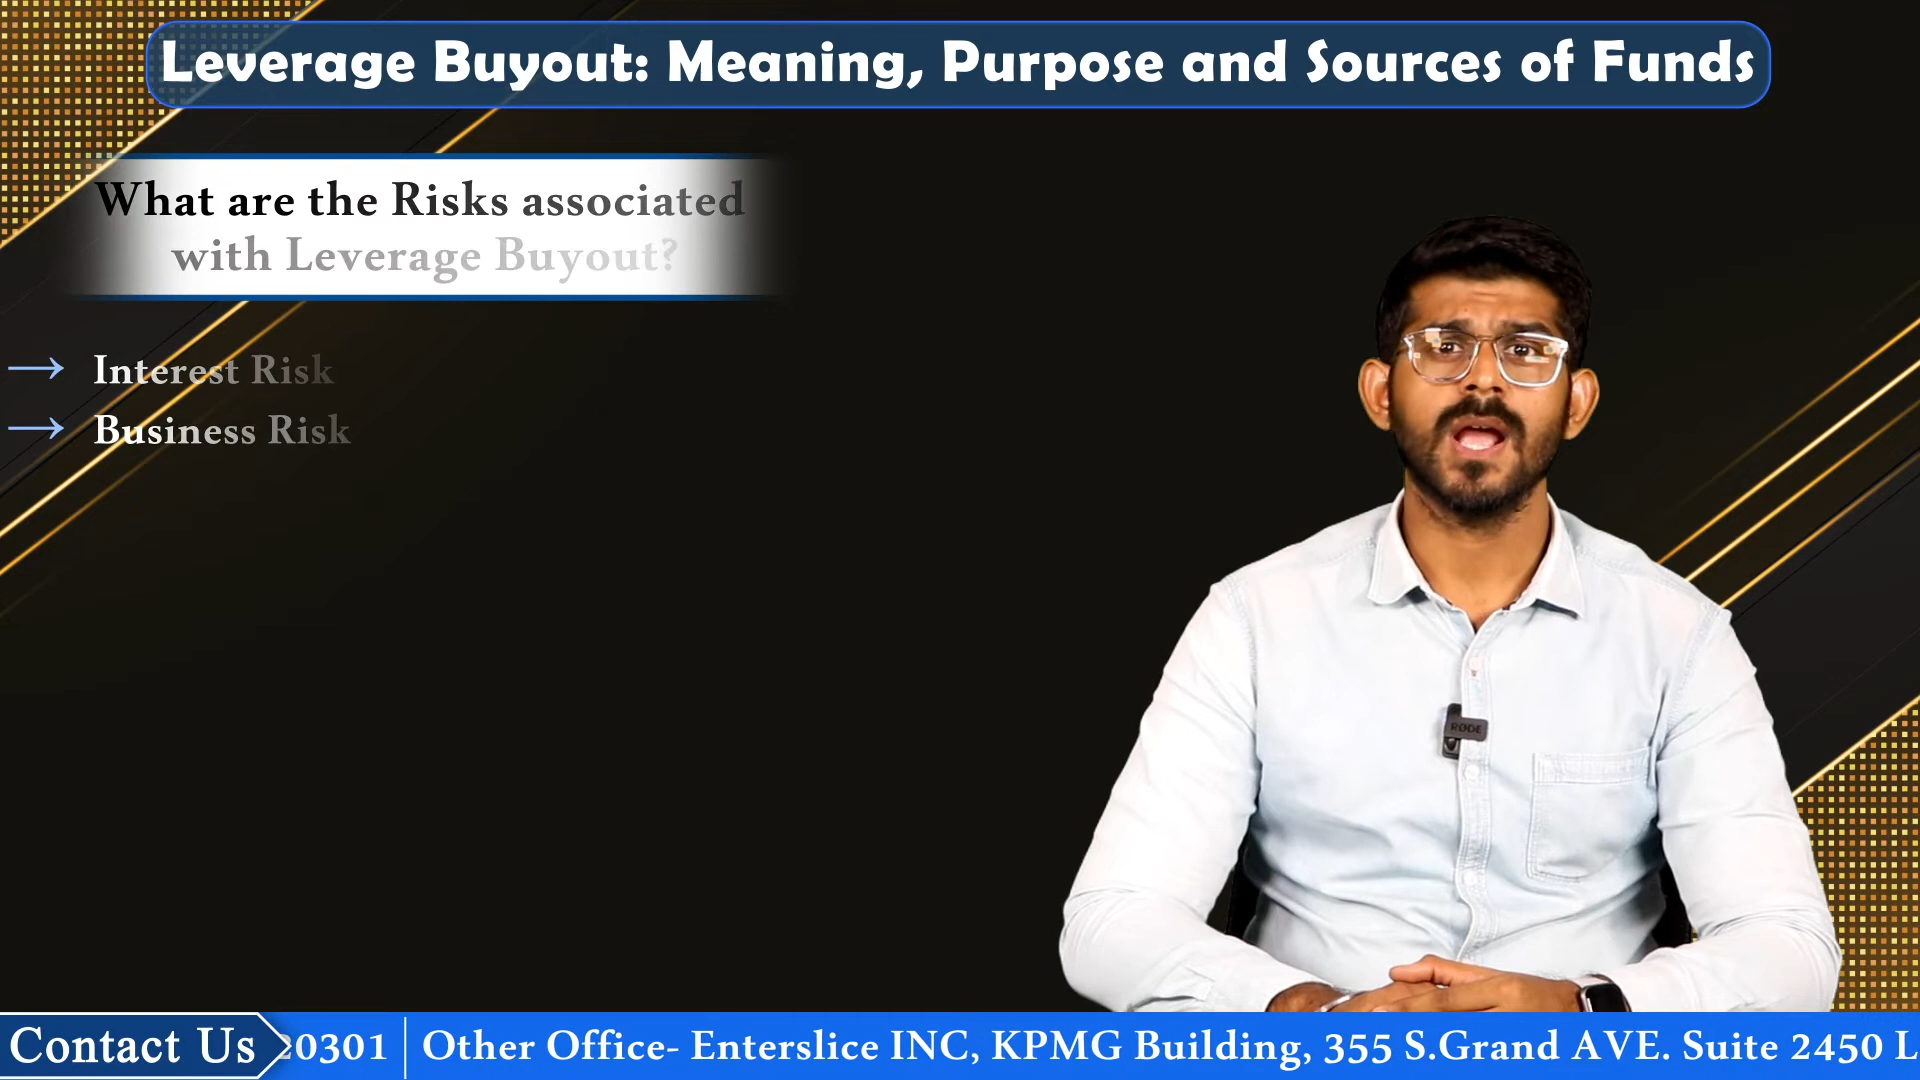 Leverage Buyout: Meaning, Purpose and Sources of Funds
What are the Risks associated
with Leverage Buyout?
→ Interest Risk
→ Business Risk
RØDE
Contact Us
20301 | Other Office- Enterslice INC, KPMG Building, 355 S.Grand AVE. Suite 2450 L